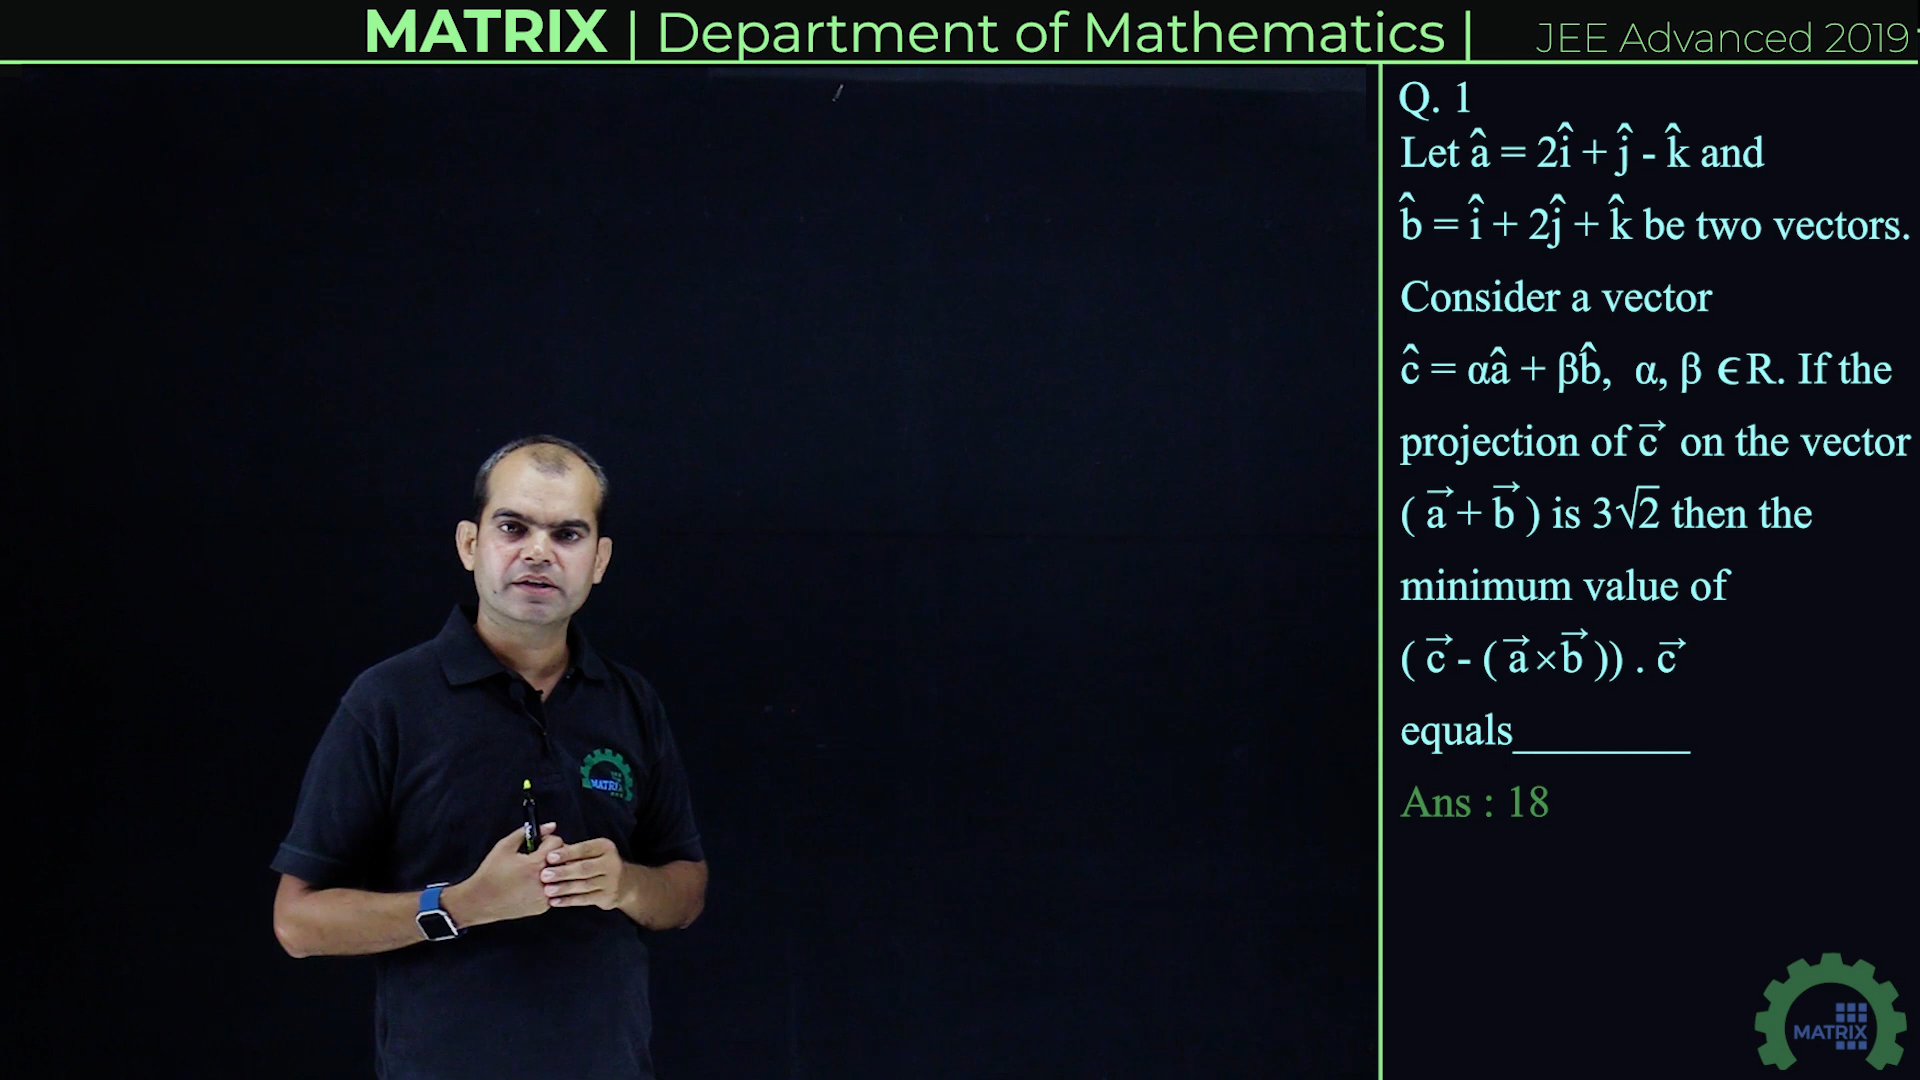 MATRIX | Department of Mathematics | JEE Advanced 2019
Q. 1
Let â = 2î + ĵ - k̂ and
b̂ = î + 2ĵ + k̂ be two vectors.
Consider a vector
ĉ = αâ + βb̂, α, β ϵ R. If the
projection of c⃗ on the vector
( a⃗ + b⃗ ) is 3√2 then the
minimum value of
( c⃗ - ( a⃗ × b⃗ )) . c⃗
equals________
Ans : 18
MATRIX
MATRIX